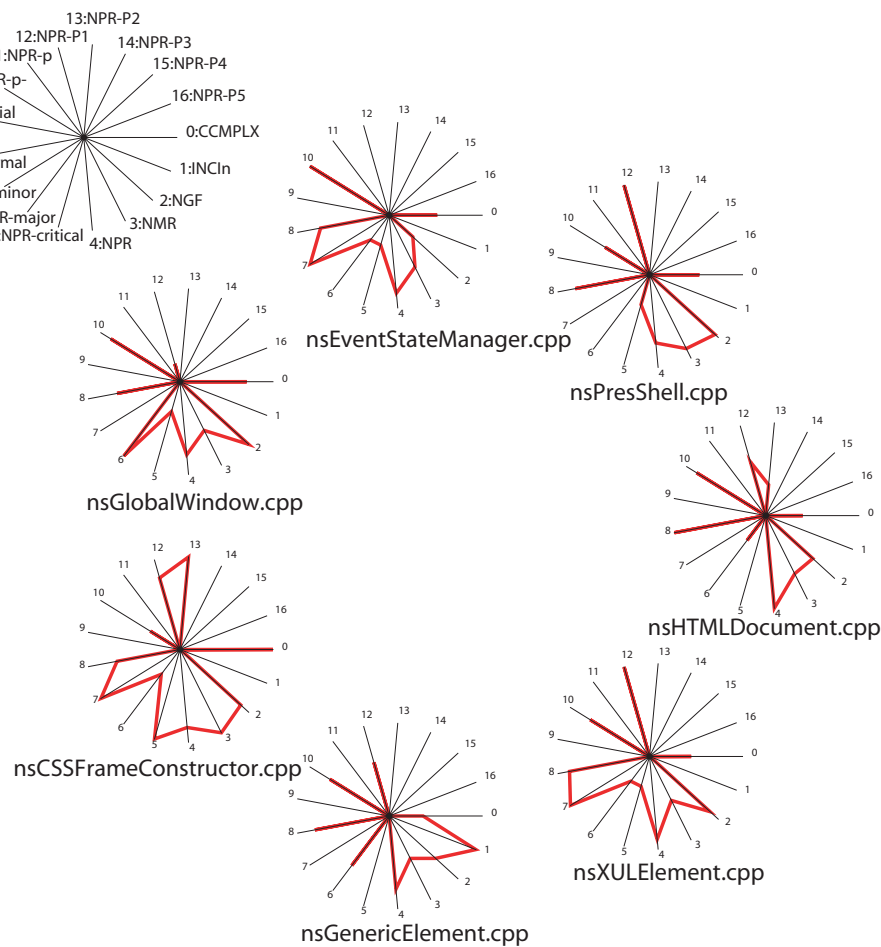 13:NPR-P2
12:NPR-P1
14:NPR-P3
:NPR-p
15:NPR-P4
R-p-
16:NPR-P5
ial
0:CCMPLX
mal
1:INCIn
minor
2:NGF
R-major
3:NMR
:NPR-critical
4:NPR
0 1 2 3 4 5 6 7 8 9 10 11 12 13 14 15 16
nsEventStateManager.cpp
0 1 2 3 4 5 6 7 8 9 10 11 12 13 14 15 16
nsPresShell.cpp
0 1 2 3 4 5 6 7 8 9 10 11 12 13 14 15 16
nsGlobalWindow.cpp
0 1 2 3 4 5 6 7 8 9 10 11 12 13 14 15 16
nsHTMLDocument.cpp
0 1 2 3 4 5 6 7 8 9 10 11 12 13 14 15 16
nsCSSFrameConstructor.cpp
0 1 2 3 4 5 6 7 8 9 10 11 12 13 14 15 16
nsXULElement.cpp
0 1 2 3 4 5 6 7 8 9 10 11 12 13 14 15 16
nsGenericElement.cpp